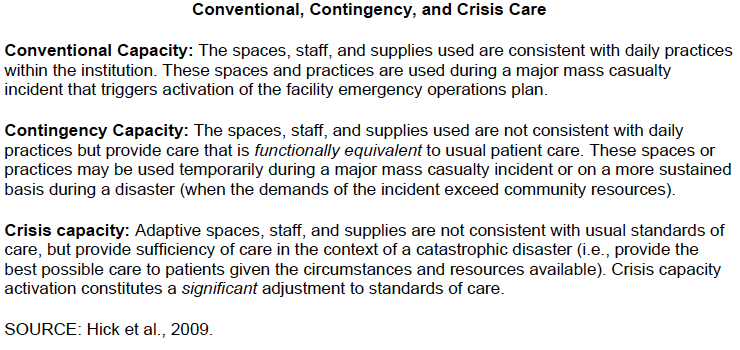 Conventional, Contingency, and Crisis Care
Conventional Capacity: The spaces, staff, and supplies used are consistent with daily practices
within the institution. These spaces and practices are used during a major mass casualty
incident that triggers activation of the facility emergency operations plan.
Contingency Capacity: The spaces, staff, and supplies used are not consistent with daily
practices but provide care that is functionally equivalent to usual patient care. These spaces or
practices may be used temporarily during a major mass casualty incident or on a more sustained
basis during a disaster (when the demands of the incident exceed community resources).
Crisis capacity: Adaptive spaces, staff, and supplies are not consistent with usual standards of
care, but provide sufficiency of care in the context of a catastrophic disaster (i.e., provide the
best possible care to patients given the circumstances and resources available). Crisis capacity
activation constitutes a significant adjustment to standards of care.
SOURCE: Hick et al., 2009.